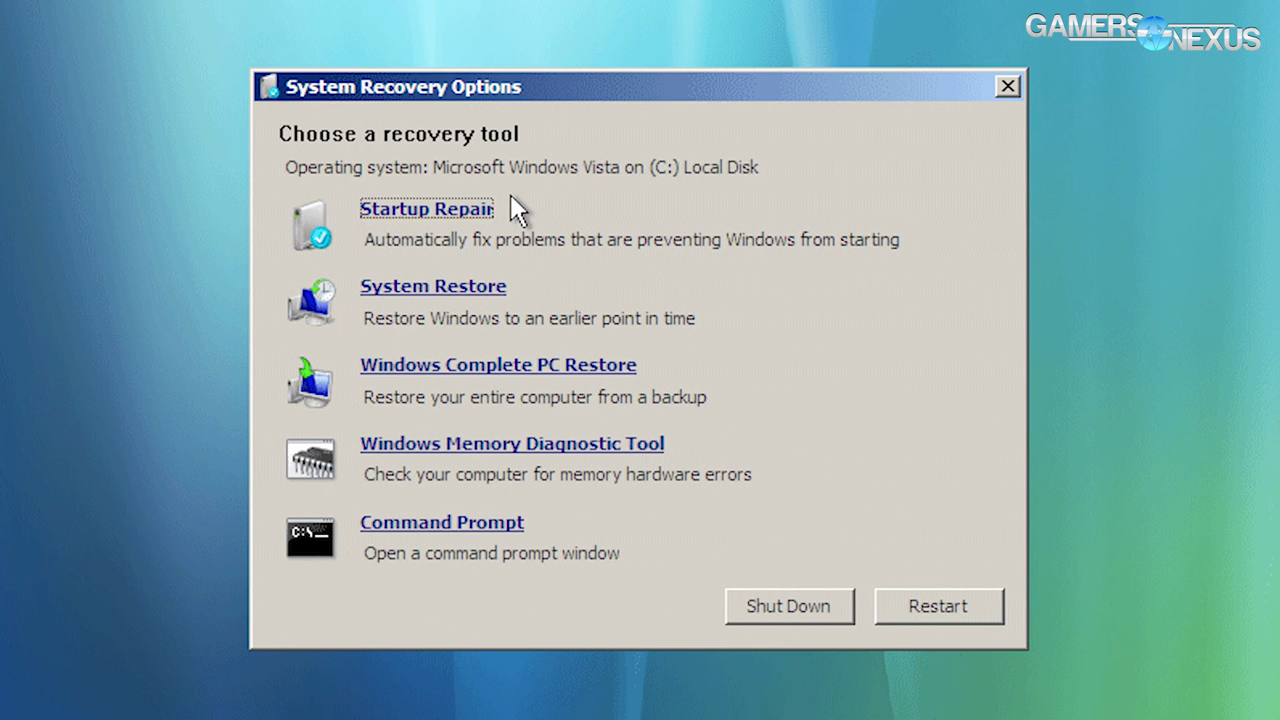 GAMERS NEXUS
System Recovery Options
Choose a recovery tool
Operating system: Microsoft Windows Vista on (C:) Local Disk
Startup Repair
Automatically fix problems that are preventing Windows from starting
System Restore
Restore Windows to an earlier point in time
Windows Complete PC Restore
Restore your entire computer from a backup
Windows Memory Diagnostic Tool
Check your computer for memory hardware errors
C:\_
Command Prompt
Open a command prompt window
Shut Down
Restart